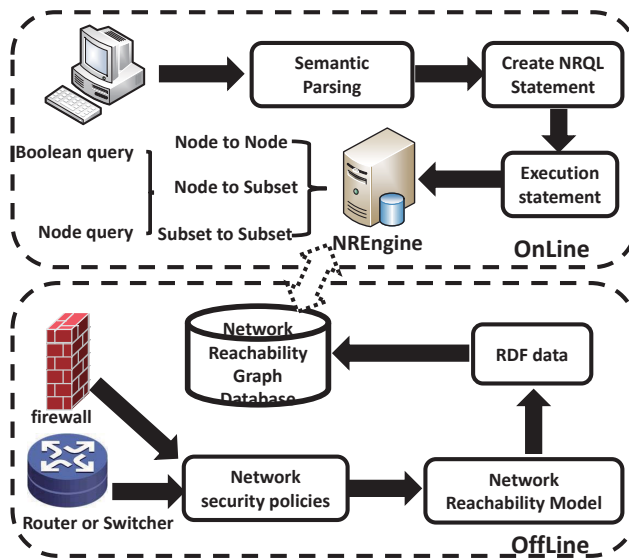 Semantic
Parsing
Create NRQL
Statement
Boolean query
Node query
Node to Node
Node to Subset
Subset to Subset
NREngine
Execution
statement
OnLine
firewall
Router or Switcher
Network
Reachability
Graph
Database
RDF data
Network
security policies
Network
Reachability Model
OffLine